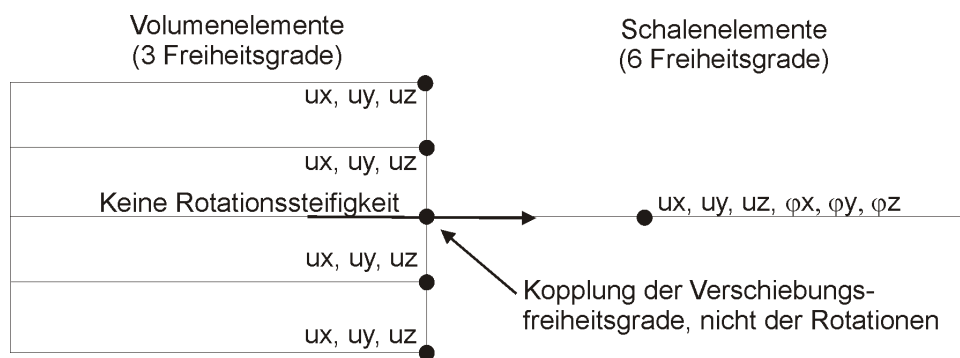 Volumenelemente
(3 Freiheitsgrade)
Schalenelemente
(6 Freiheitsgrade)
ux, uy, uz
ux, uy, uz
Keine Rotationssteifigkeit
ux, uy, uz, φx, φy, φz
ux, uy, uz
Kopplung der Verschiebungs-
freiheitsgrade, nicht der Rotationen
ux, uy, uz